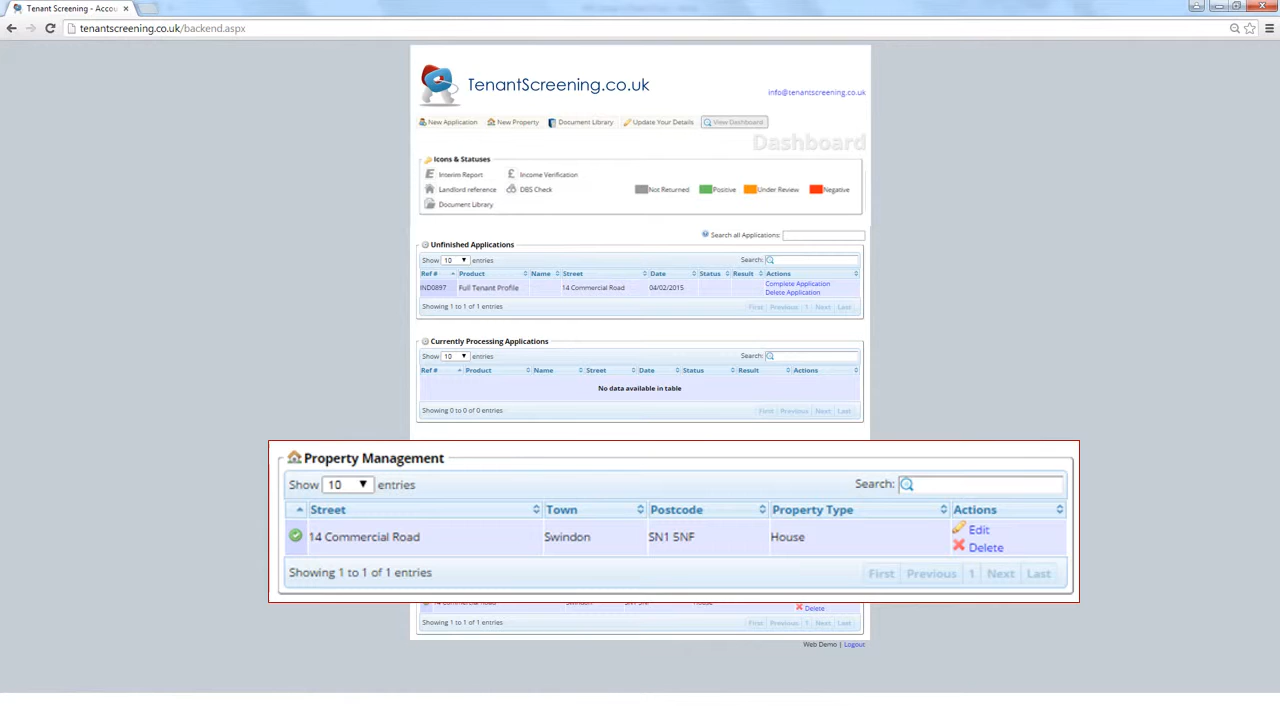 Tenant Screening - Accou
tenantscreening.co.uk/backend.aspx
TenantScreening.co.uk
info@tenantscreening.co.uk
New Application New Property Document Library Update Your Details View Dashboard
Dashboard
Icons & Statuses
Interim Report £ Income Verification
Landlord reference DBS Check Not Returned Positive Under Review Negative
Document Library
Search all Applications:
Unfinished Applications
Show 10 entries Search:
Ref # Product Name Street Date Status Result Actions
IND0897 Full Tenant Profile 14 Commercial Road 04/02/2015 Complete Application
Delete Application
Showing 1 to 1 of 1 entries First Previous 1 Next Last
Currently Processing Applications
Show 10 entries Search:
Ref # Product Name Street Date Status Result Actions
No data available in table
Showing 0 to 0 of 0 entries First Previous Next Last
Property Management
Show 10 entries Search:
Street Town Postcode Property Type Actions
14 Commercial Road Swindon SN1 5NF House Edit
Delete
Showing 1 to 1 of 1 entries First Previous 1 Next Last
Delete
Showing 1 to 1 of 1 entries First Previous 1 Next Last
Web Demo | Logout